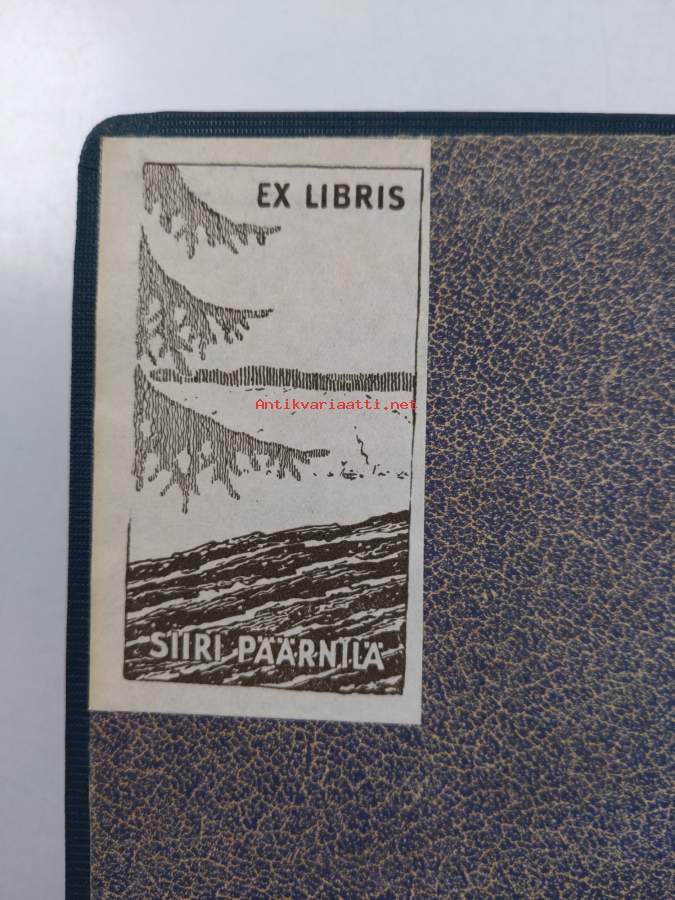 EX LIBRIS
Antikvariaatti.net
SIIRI PÄÄRNILÄ